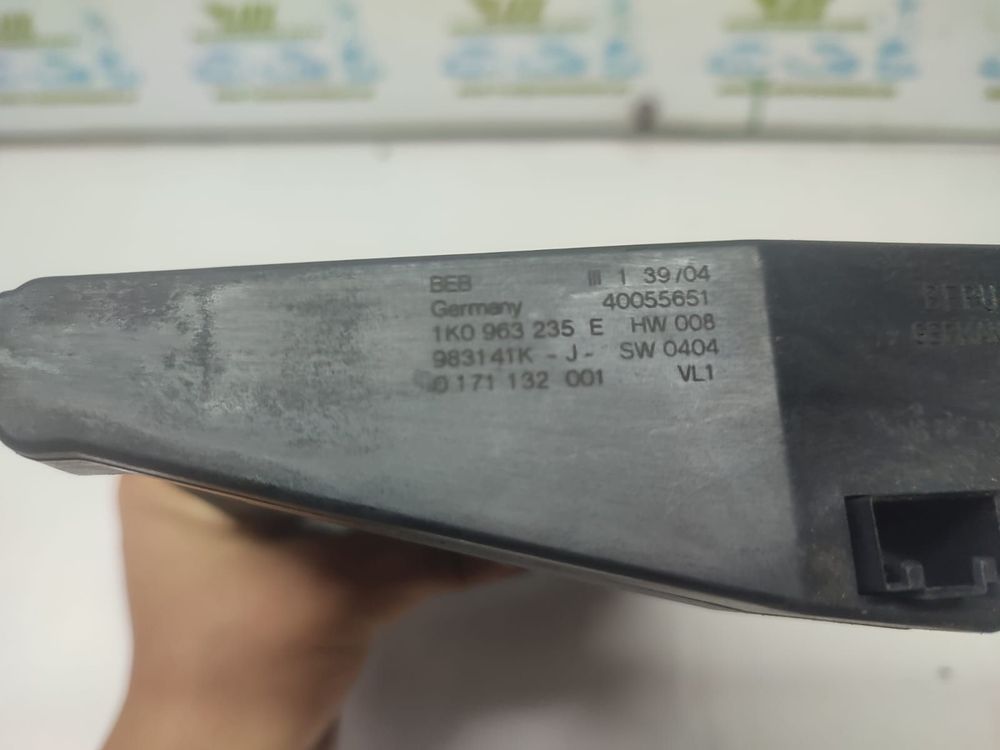 BEB III 1 39/04
Germany 40055651
1K0 963 235 E HW 008
983141K - J - SW 0404
0 171 132 001 VL1
BERU